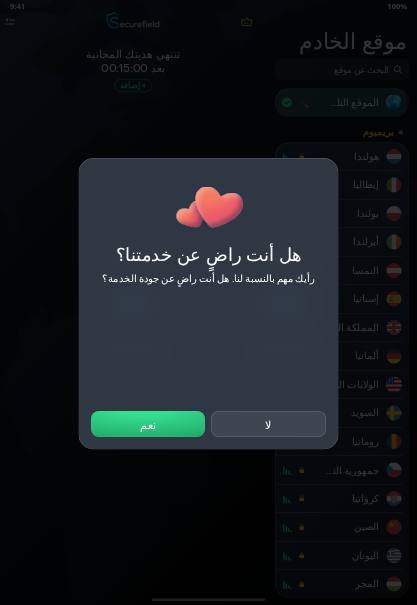 9:41
100%
Securefield
موقع الخادم
تنتهي هديتك المجانية
بعد 00:15:00
+ إضافة
البحث عن موقع
الموقع الت...
بريميوم
هولندا
إيطاليا
بولندا
أيرلندا
النمسا
إسبانيا
المملكة
ألمانيا
الولايات
السويد
رومانيا
جمهورية الت...
كرواتيا
الصين
اليونان
المجر
هل أنت راضٍ عن خدمتنا؟
رأيك مهم بالنسبة لنا. هل أنت راضٍ عن جودة الخدمة؟
لا
نعم